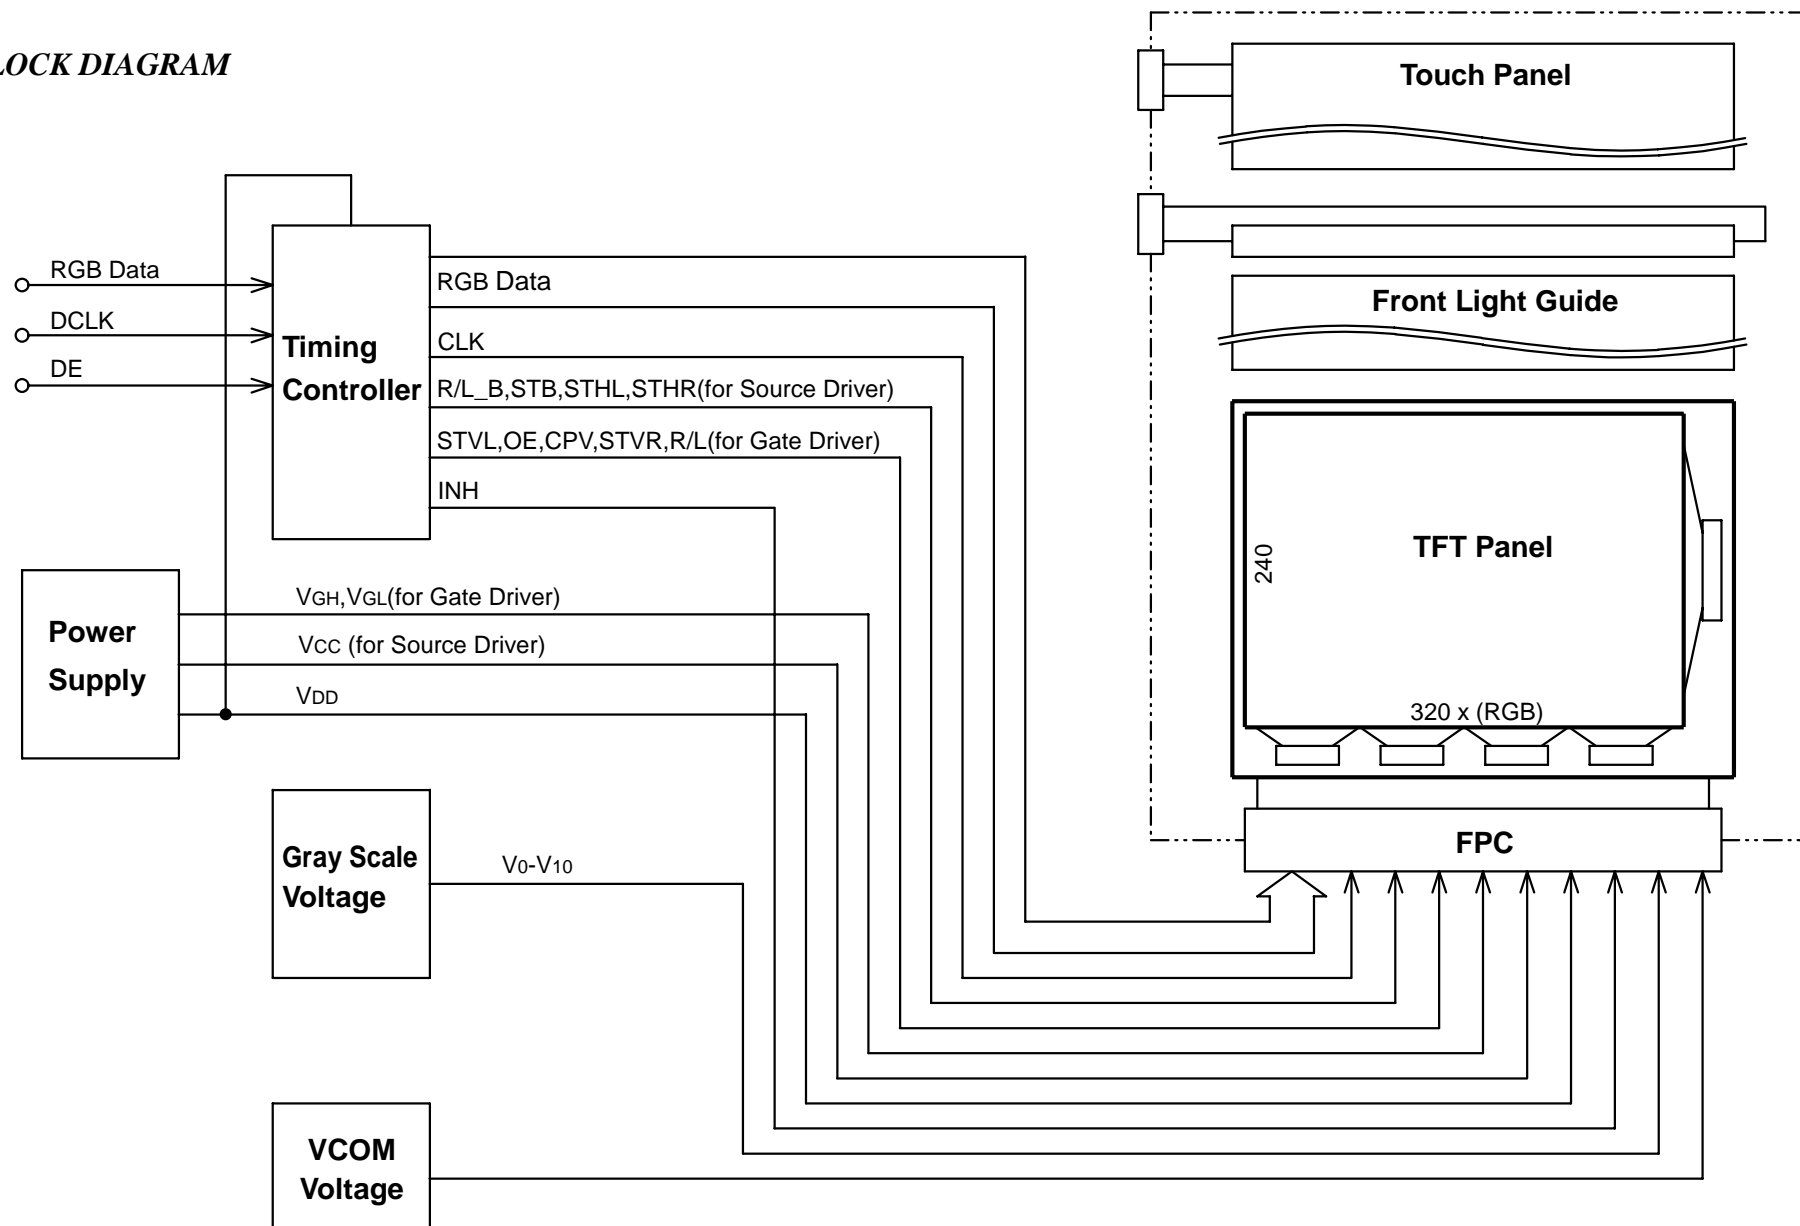 LOCK DIAGRAM
Touch Panel
RGB Data
DCLK
DE
Timing
Controller
RGB Data
CLK
R/L_B,STB,STHL,STHR(for Source Driver)
STVL,OE,CPV,STVR,R/L(for Gate Driver)
INH
Front Light Guide
TFT Panel
240
320 x (RGB)
Power
Supply
VGH,VGL(for Gate Driver)
VCC (for Source Driver)
VDD
Gray Scale
Voltage
V0-V10
FPC
VCOM
Voltage